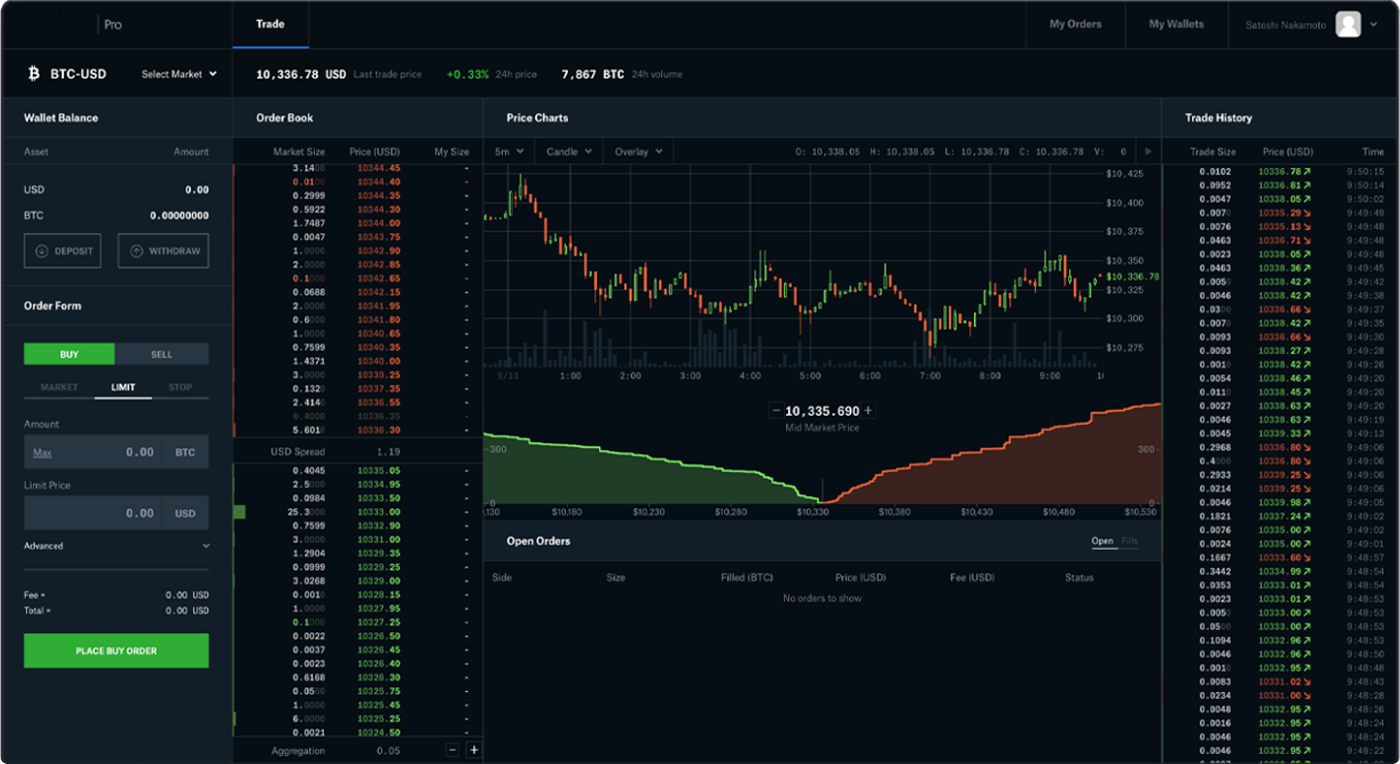 Pro
Trade
My Orders
My Wallets
Satoshi Nakamoto
BTC-USD
Select Market
10,336.78 USD Last trade price
+0.33% 24h price
7,867 BTC 24h volume
Wallet Balance
Asset Amount
USD 0.00
BTC 0.00000000
DEPOSIT
WITHDRAW
Order Form
BUY
SELL
MARKET
LIMIT
STOP
Amount
Max 0.00 BTC
Limit Price
0.00 USD
Advanced
Fee = 0.00 USD
Total = 0.00 USD
PLACE BUY ORDER
Order Book
Market Size Price (USD) My Size
3.1400 10344.45 -
0.0100 10344.40 -
0.2999 10344.35 -
0.5922 10344.30 -
1.7487 10344.00 -
0.0047 10343.75 -
1.0000 10342.90 -
2.0000 10342.85 -
0.1000 10342.65 -
0.0688 10342.15 -
2.0000 10341.95 -
0.6000 10341.80 -
1.0000 10340.65 -
0.7599 10340.35 -
1.4371 10340.00 -
3.0000 10339.25 -
0.1320 10337.35 -
2.4140 10336.55 -
0.4000 10336.35 -
5.6010 10336.30 -
USD Spread 1.19
0.4045 10335.05 -
2.5000 10334.95 -
0.0984 10333.50 -
25.3000 10333.00 -
0.7599 10332.90 -
3.0000 10331.00 -
1.2904 10329.35 -
0.0999 10329.25 -
3.0268 10329.00 -
0.0010 10328.15 -
1.0000 10327.95 -
0.1000 10327.25 -
0.0022 10326.50 -
0.0037 10326.45 -
0.0023 10326.40 -
0.6168 10326.30 -
0.0500 10325.75 -
1.0000 10325.45 -
6.0000 10325.25 -
0.0021 10324.50 -
Aggregation 0.05 − +
Price Charts
5m
Candle
Overlay
O: 10,338.05 H: 10,338.05 L: 10,336.78 C: 10,336.78 V: 0
$10,425
$10,400
$10,375
$10,350
$10,336.78
$10,325
$10,300
$10,275
9/13 1:00 2:00 3:00 4:00 5:00 6:00 7:00 8:00 9:00 1
− 10,335.690 +
Mid Market Price
300 300
0 0
,130 $10,180 $10,230 $10,280 $10,330 $10,380 $10,430 $10,480 $10,530
Open Orders
Open Fills
Side Size Filled (BTC) Price (USD) Fee (USD) Status
No orders to show
Trade History
Trade Size Price (USD) Time
0.0102 10336.78↗ 9:50:15
0.0952 10336.81↗ 9:50:14
0.0047 10338.05↗ 9:50:02
0.0070 10335.29↘ 9:49:49
0.0076 10335.13↘ 9:49:48
0.0463 10336.71↘ 9:49:48
0.0023 10338.05↗ 9:49:48
0.0463 10338.36↗ 9:49:45
0.0050 10338.42↗ 9:49:42
0.0046 10338.42↗ 9:49:38
0.0300 10336.66↘ 9:49:37
0.0070 10338.42↗ 9:49:35
0.0093 10336.66↘ 9:49:30
0.0093 10338.27↗ 9:49:28
0.0010 10338.42↗ 9:49:26
0.0054 10338.46↗ 9:49:20
0.0110 10338.45↗ 9:49:20
0.0027 10338.63↗ 9:49:20
0.0046 10338.63↗ 9:49:19
0.0045 10339.33↗ 9:49:13
0.2968 10336.80↘ 9:49:06
0.4000 10336.80↘ 9:49:06
0.2933 10339.25↘ 9:49:06
0.0214 10339.25↘ 9:49:06
0.0046 10339.98↗ 9:49:05
0.1821 10337.24↗ 9:49:02
0.0076 10335.00↗ 9:49:02
0.0024 10335.00↗ 9:49:01
0.1667 10333.60↘ 9:48:57
0.3442 10334.99↗ 9:48:54
0.0353 10333.01↗ 9:48:54
0.0023 10333.01↗ 9:48:53
0.0050 10333.00↗ 9:48:53
0.0500 10333.00↗ 9:48:53
0.1094 10332.96↗ 9:48:53
0.0046 10332.96↗ 9:48:50
0.0010 10332.95↗ 9:48:48
0.0083 10331.02↘ 9:48:43
0.0234 10331.00↘ 9:48:28
0.0048 10332.95↗ 9:48:26
0.0016 10332.95↗ 9:48:24
0.0046 10332.95↗ 9:48:24
0.0046 10332.95↗ 9:48:22